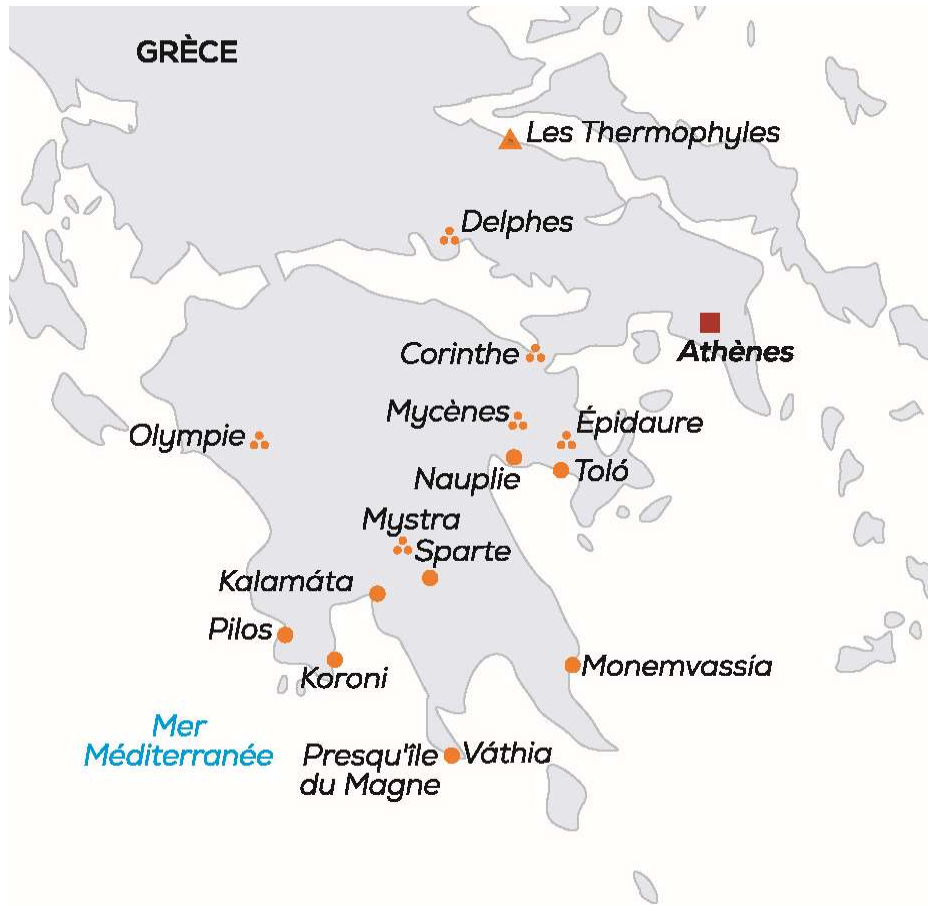 GRÈCE
Les Thermophyles
Delphes
Athènes
Corinthe
Mycènes
Épidaure
Olympie
Nauplie
Toló
Mystra
Sparte
Kalamáta
Pilos
Koroni
Monemvassía
Mer
Méditerranée
Presqu'île
du Magne
Váthia